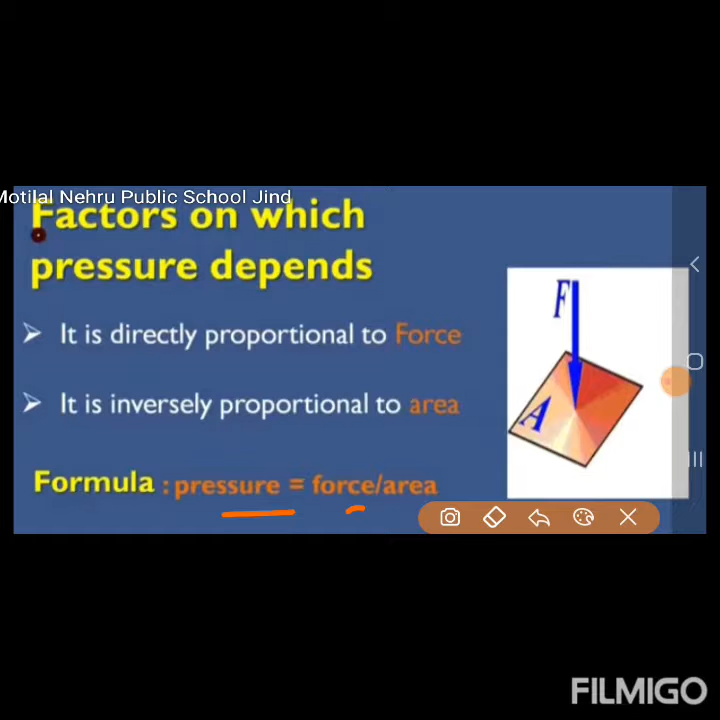 Motilal Nehru Public School Jind
Factors on which
pressure depends
It is directly proportional to Force
It is inversely proportional to area
Formula : pressure = force/area
F
A
FILMIGO